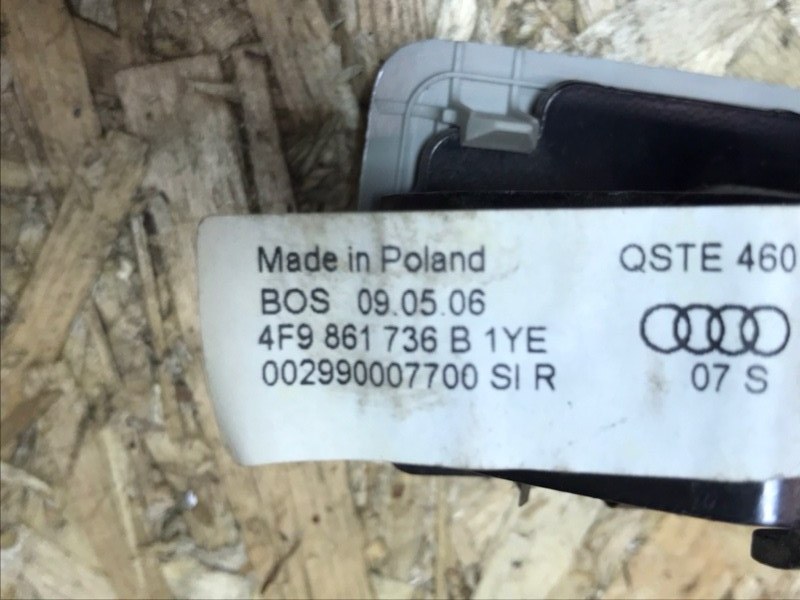 Made in Poland
QSTE 460
BOS 09.05.06
4F9 861 736 B 1YE
002990007700 SI R
07 S